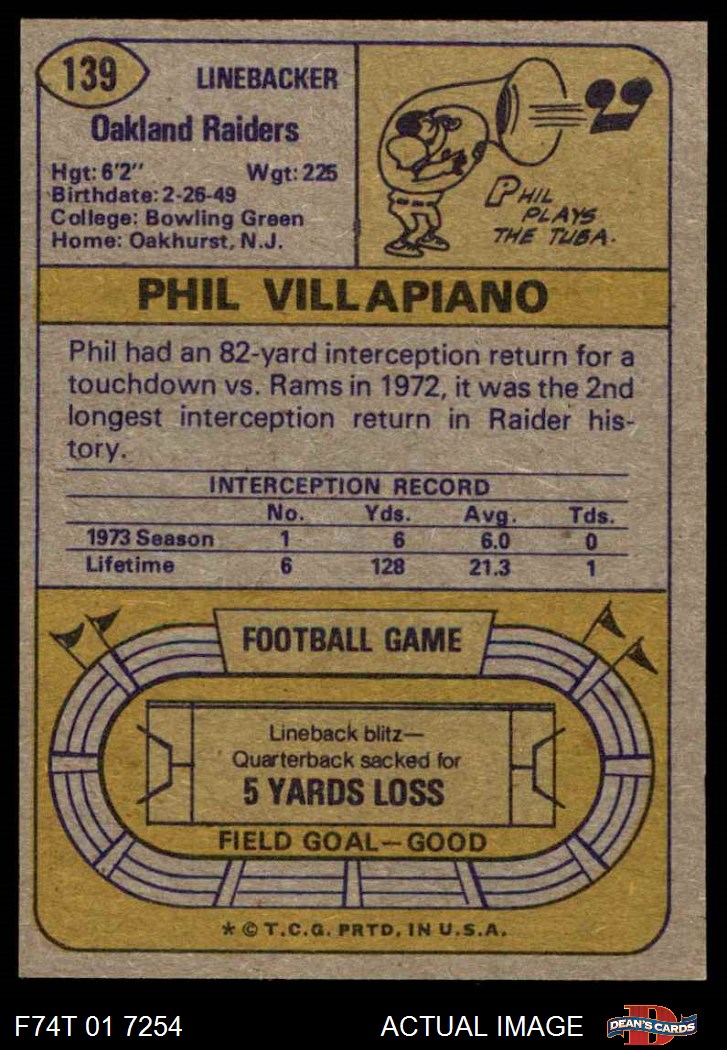 139
LINEBACKER
Oakland Raiders
Hgt: 6'2" Wgt: 225
Birthdate: 2-26-49
College: Bowling Green
Home: Oakhurst, N.J.
PHIL
PLAYS
THE TUBA.
PHIL VILLAPIANO
Phil had an 82-yard interception return for a
touchdown vs. Rams in 1972, it was the 2nd
longest interception return in Raider his-
tory.
INTERCEPTION RECORD
No. Yds. Avg. Tds.
1973 Season 1 6 6.0 0
Lifetime 6 128 21.3 1
FOOTBALL GAME
Lineback blitz—
Quarterback sacked for
5 YARDS LOSS
FIELD GOAL—GOOD
* © T.C.G. PRTD. IN U.S.A.
F74T 01 7254 ACTUAL IMAGE
DEAN'S CARDS